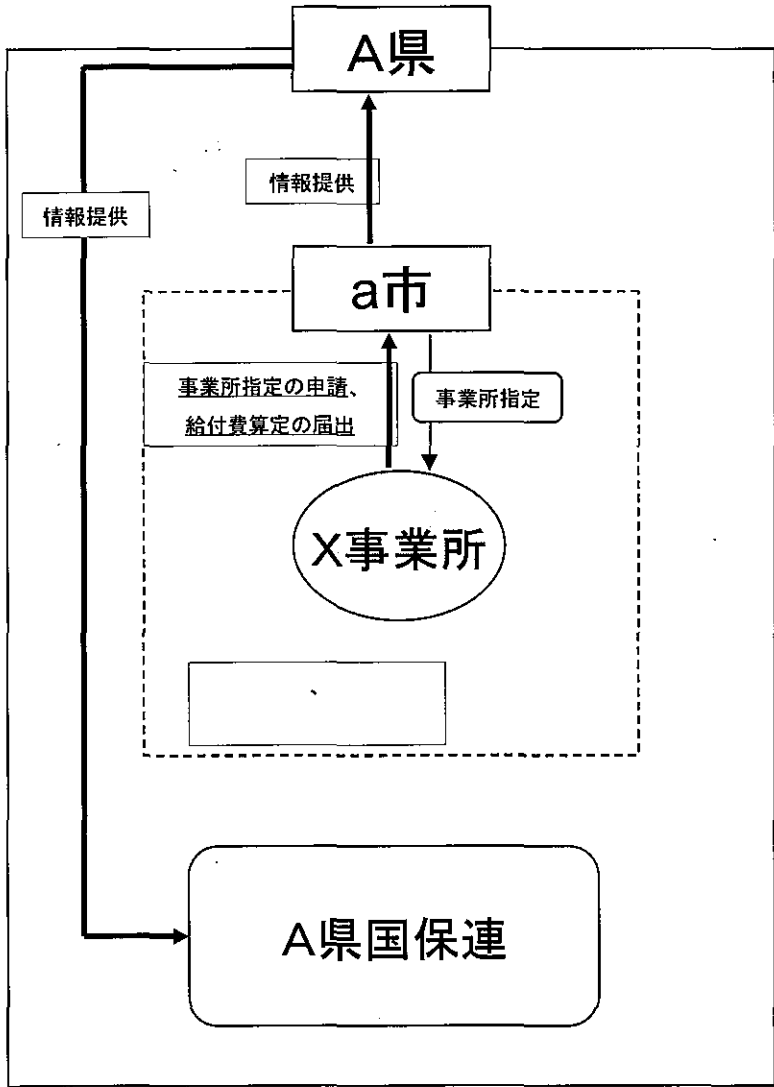 A県
情報提供
情報提供
a市
事業所指定の申請、
給付費算定の届出
事業所指定
X事業所
A県国保連